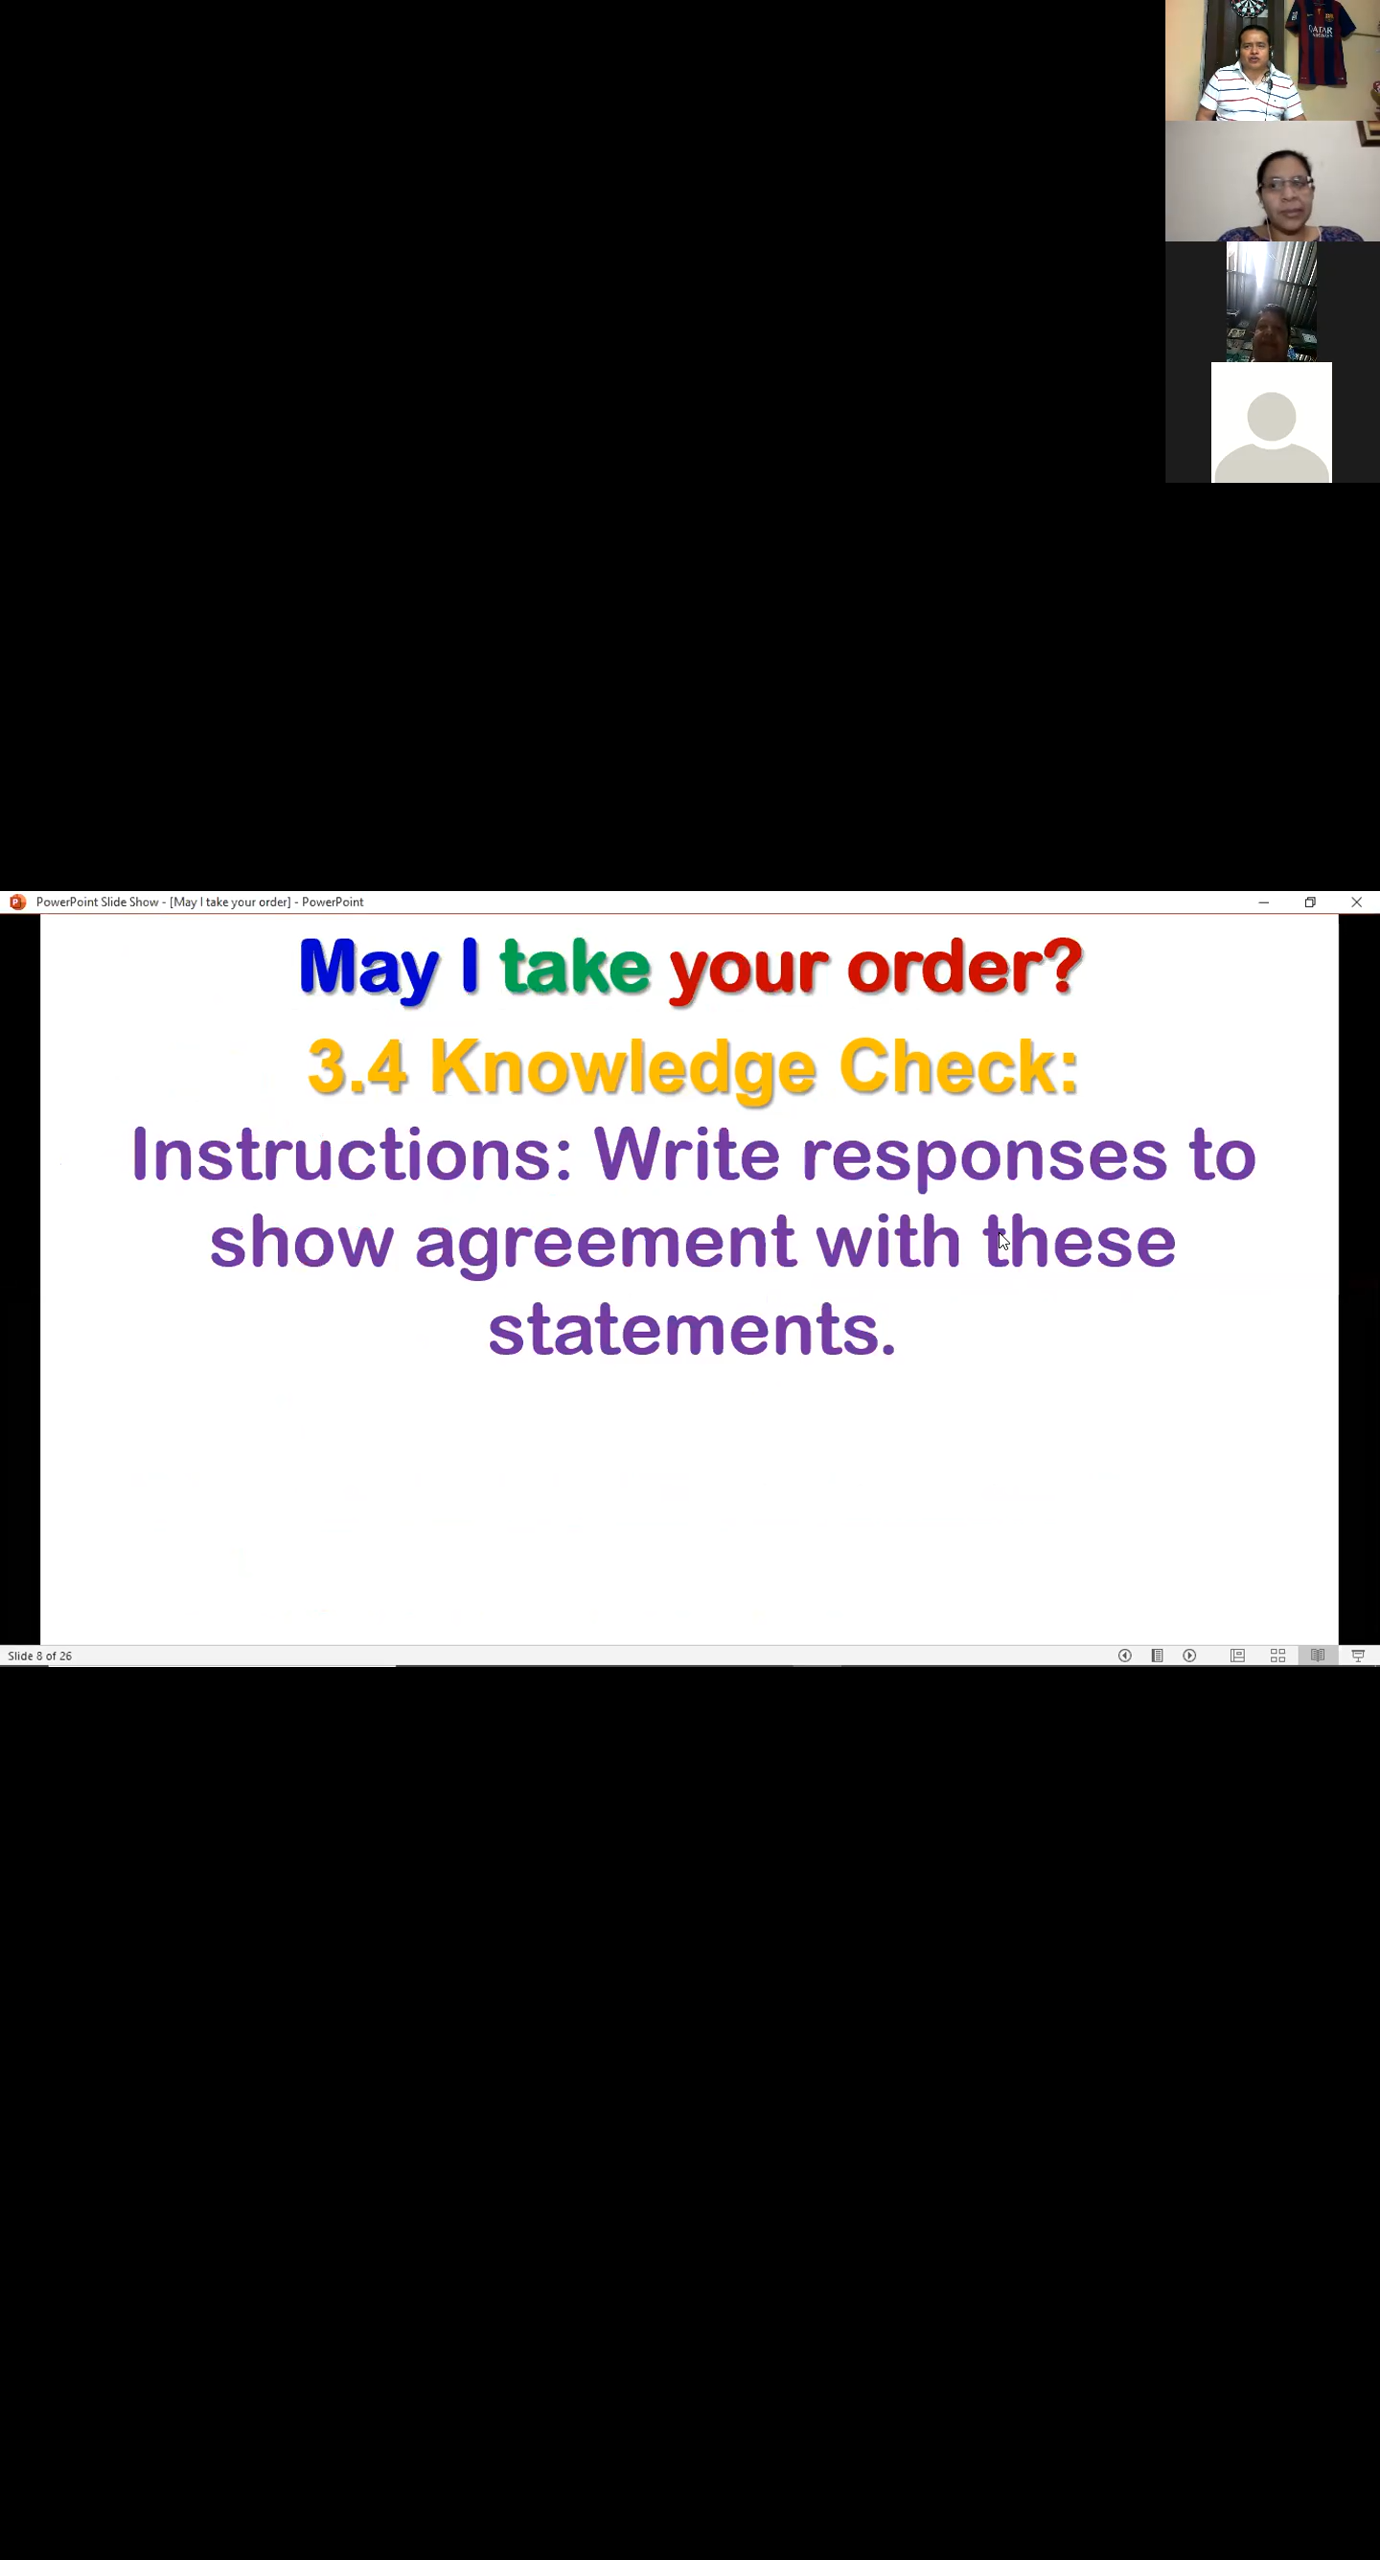 QATAR
PowerPoint Slide Show - [May I take your order] - PowerPoint
May I take your order?
3.4 Knowledge Check:
Instructions: Write responses to
show agreement with these
statements.
Slide 8 of 26